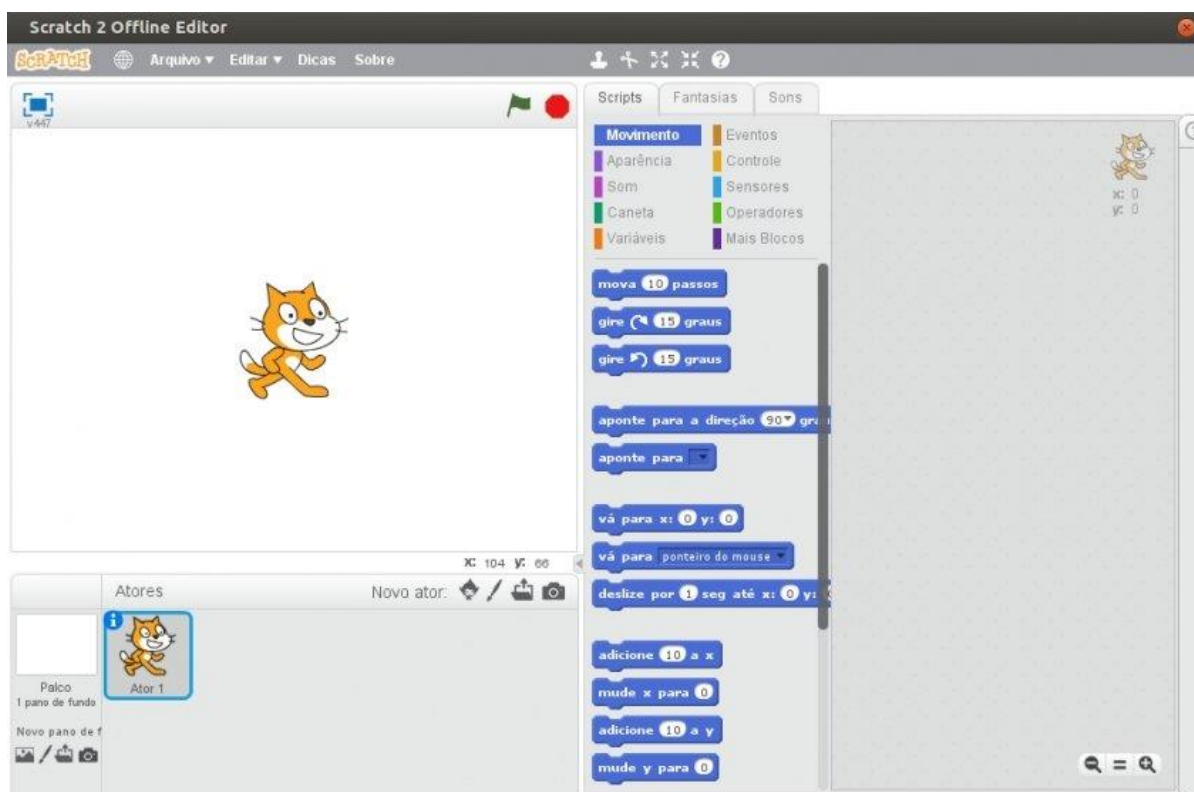 Scratch 2 Offline Editor
SCRATCH Arquivo Editar Dicas Sobre
v447
Scripts Fantasias Sons
Movimento Eventos
Aparência Controle
Som Sensores
Caneta Operadores
Variáveis Mais Blocos
x: 0
y: 0
mova 10 passos
gire 15 graus
gire 15 graus
aponte para a direção 90 gra
aponte para
vá para x: 0 y: 0
vá para ponteiro do mouse
deslize por 1 seg até x: 0 y:
adicione 10 a x
mude x para 0
adicione 10 a y
mude y para 0
x: 104 y: 66
Atores Novo ator:
Palco
1 pano de fundo
Novo pano de f
Ator 1